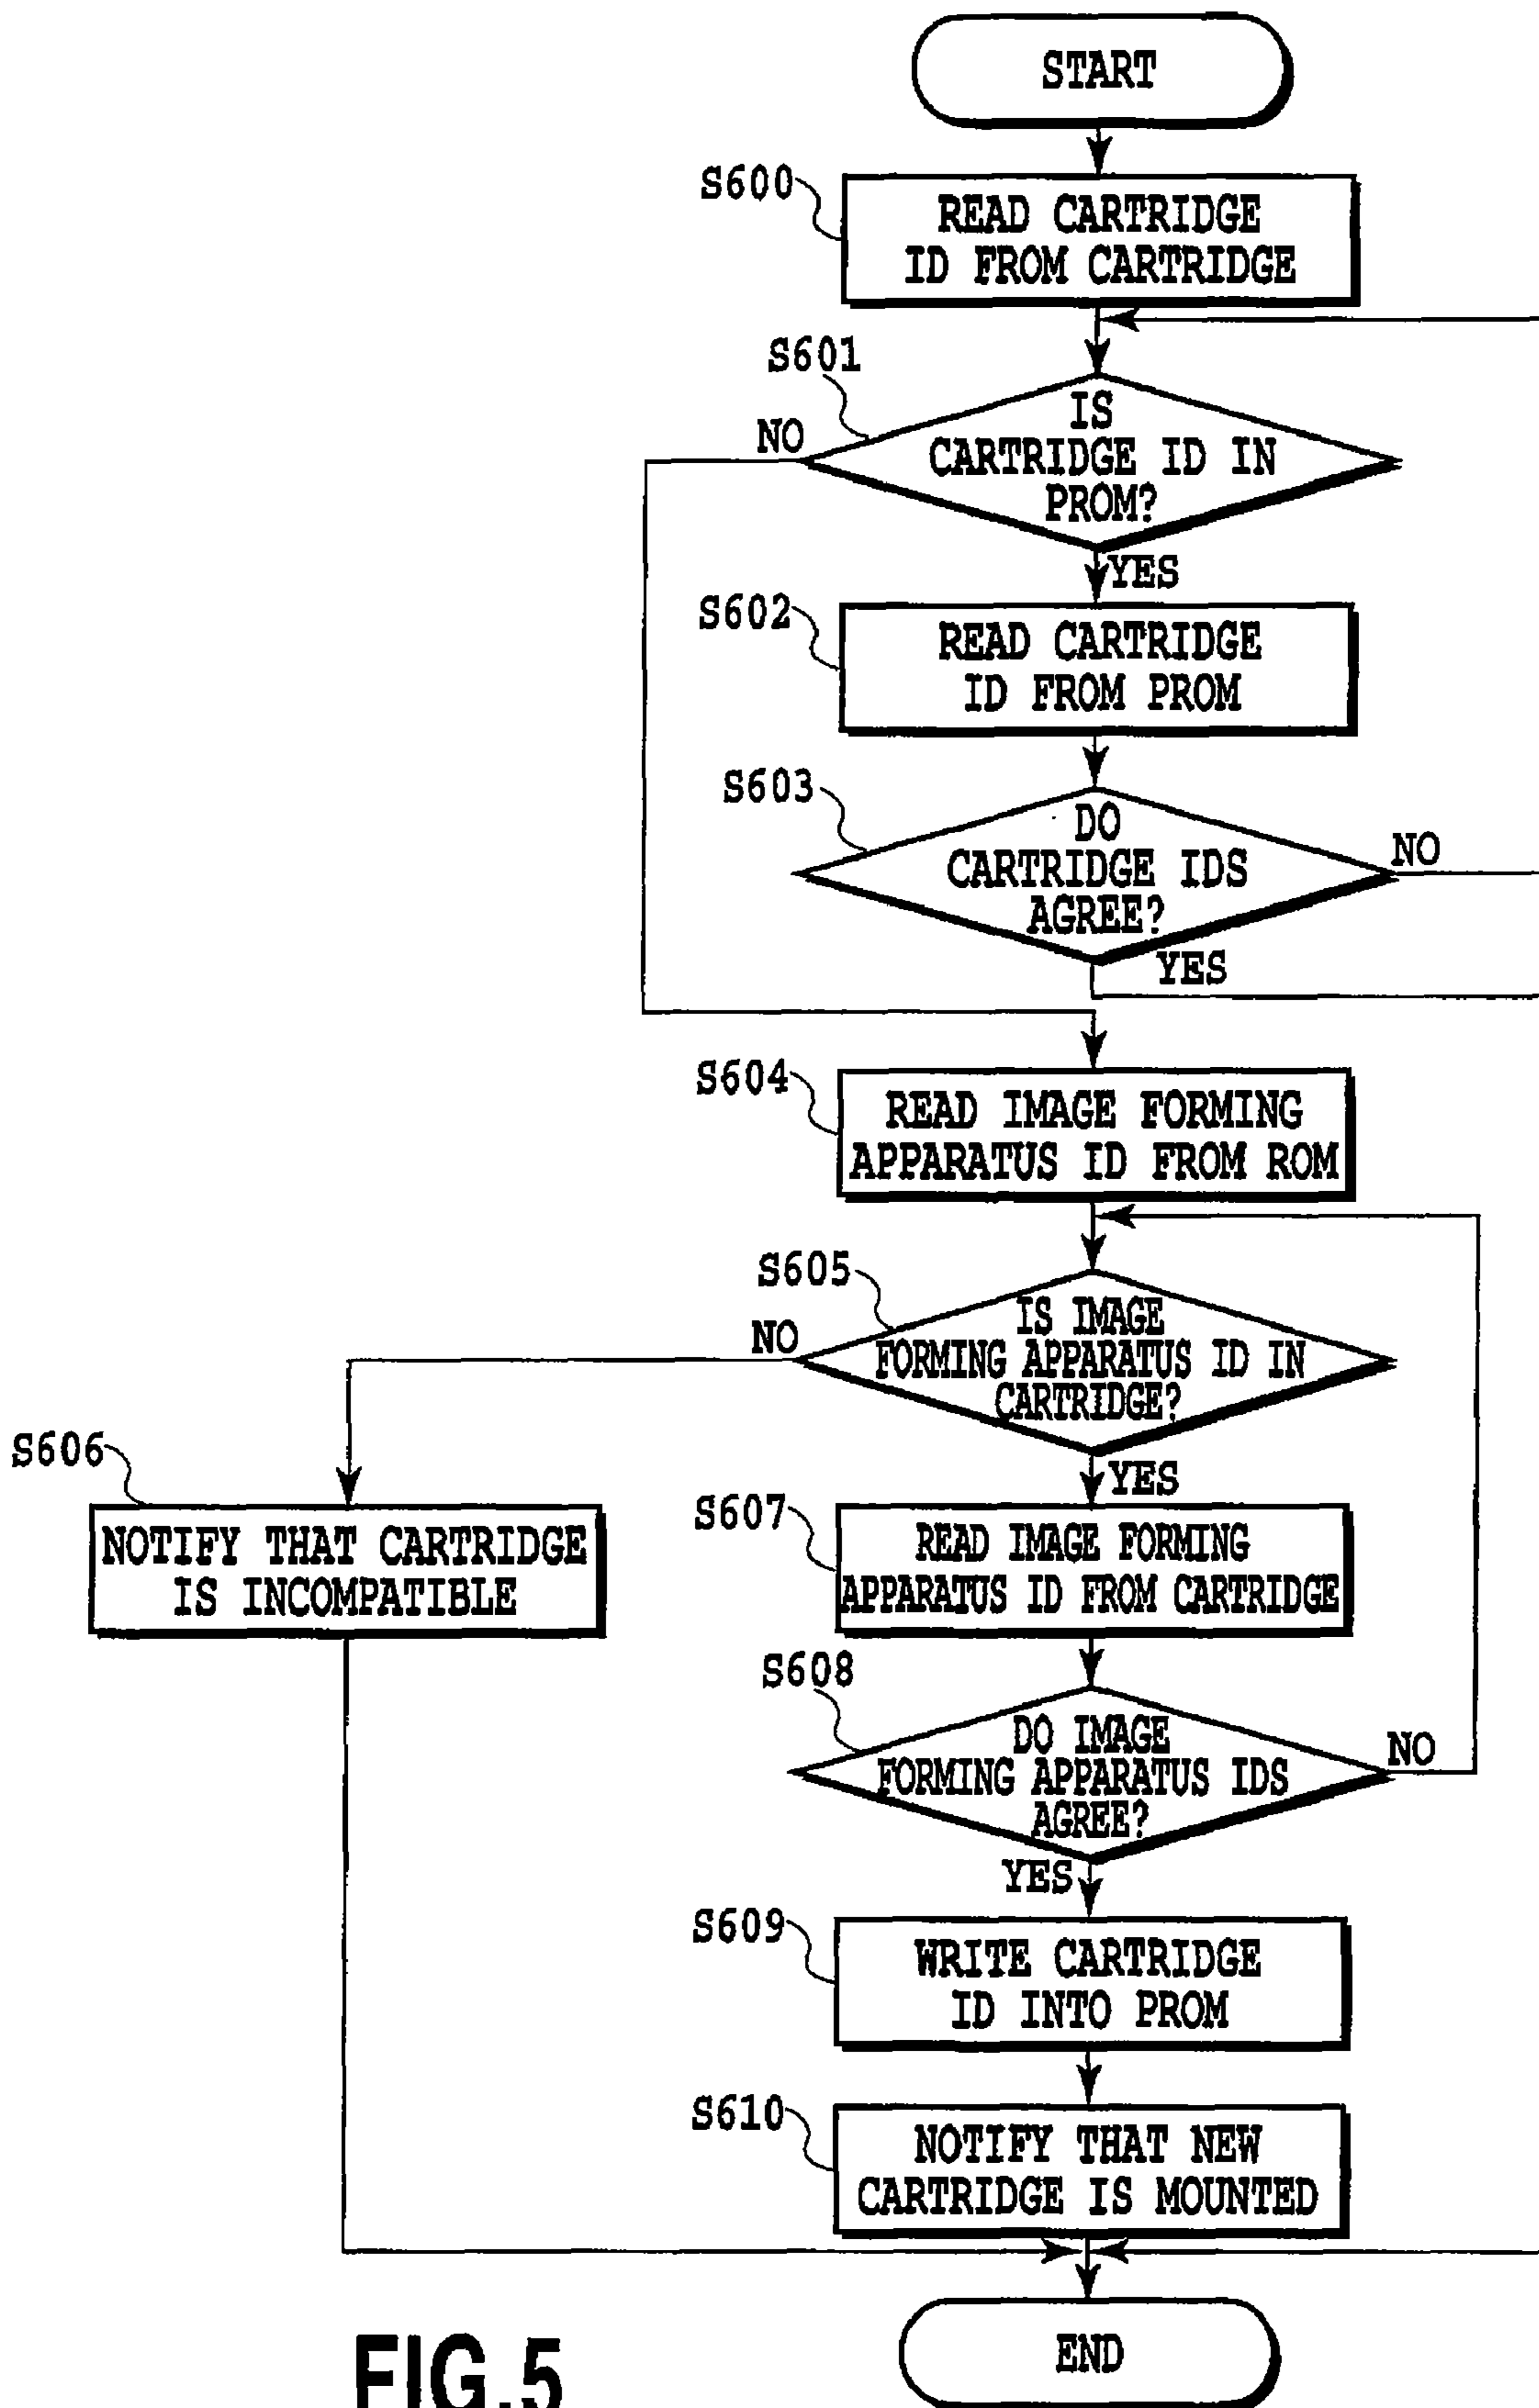 START
S600
READ CARTRIDGE
ID FROM CARTRIDGE
S601
NO
IS
CARTRIDGE ID IN
PROM?
YES
S602
READ CARTRIDGE
ID FROM PROM
S603
DO
CARTRIDGE IDS
AGREE?
NO
YES
S604
READ IMAGE FORMING
APPARATUS ID FROM ROM
S605
NO
IS IMAGE
FORMING APPARATUS ID IN
CARTRIDGE?
YES
S606
NOTIFY THAT CARTRIDGE
IS INCOMPATIBLE
S607
READ IMAGE FORMING
APPARATUS ID FROM CARTRIDGE
S608
DO IMAGE
FORMING APPARATUS IDS
AGREE?
NO
YES
S609
WRITE CARTRIDGE
ID INTO PROM
S610
NOTIFY THAT NEW
CARTRIDGE IS MOUNTED
END
FIG.5